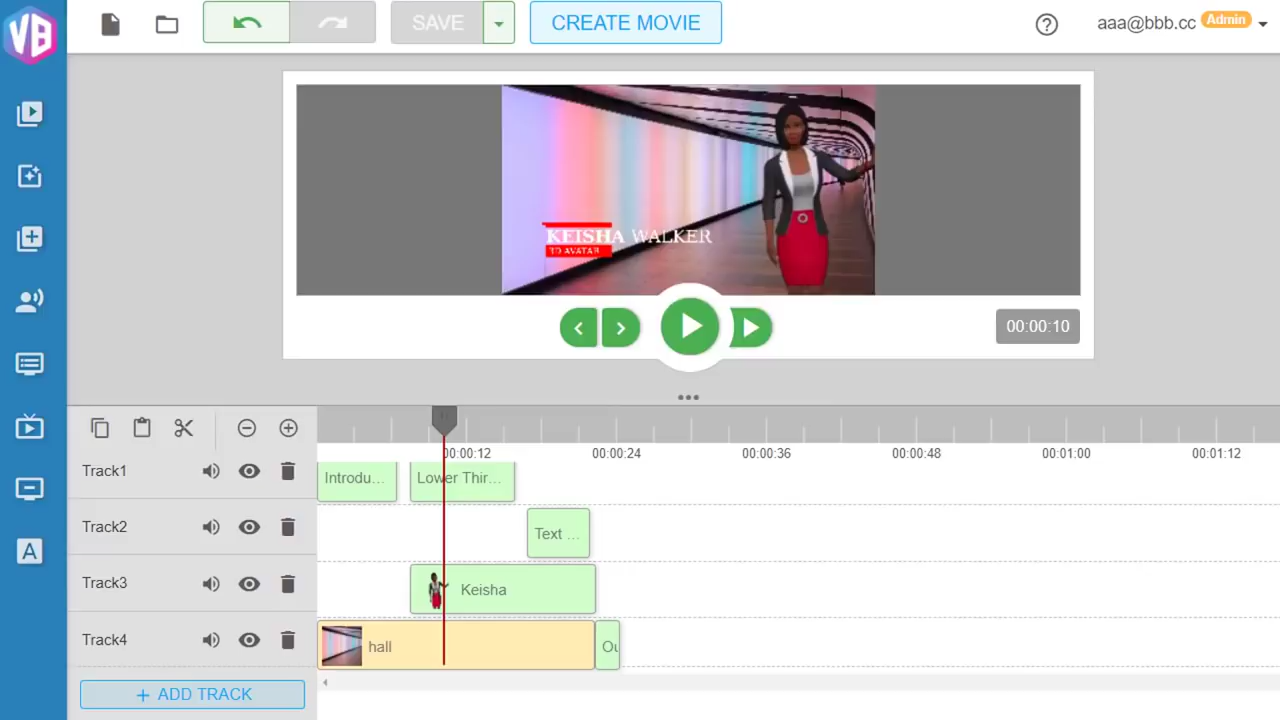 VB
SAVE
CREATE MOVIE
aaa@bbb.cc
Admin
KEISHA WALKER
3D AVATAR
00:00:10
00:00:12
00:00:24
00:00:36
00:00:48
00:01:00
00:01:12
Track1
Introdu...
Lower Thir...
Track2
Text ...
Track3
Keisha
Track4
hall
Ou
+ ADD TRACK
A